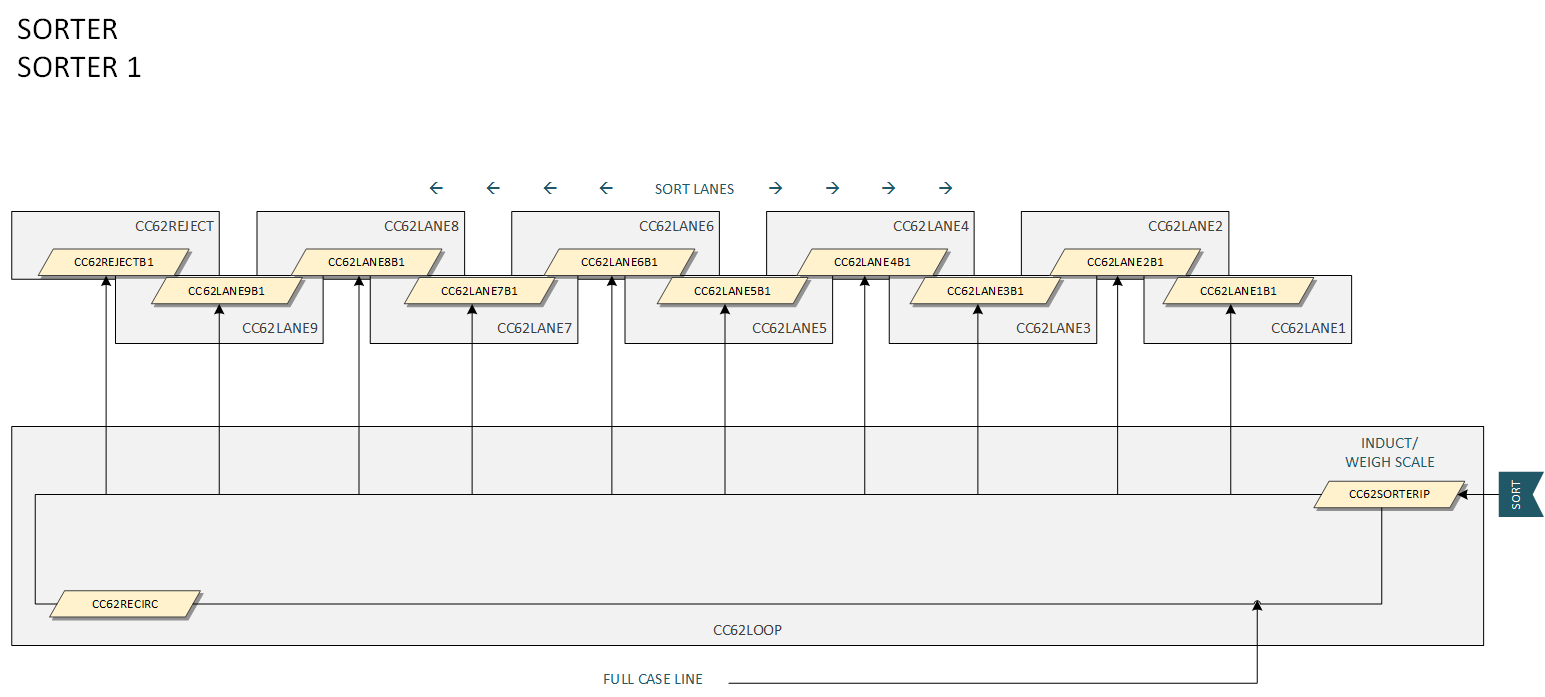 SORTER
SORTER 1
SORT LANES
CC62REJECT
CC62LANE8
CC62LANE6
CC62LANE4
CC62LANE2
CC62REJECTB1
CC62LANE8B1
CC62LANE6B1
CC62LANE4B1
CC62LANE2B1
CC62LANE9B1
CC62LANE7B1
CC62LANE5B1
CC62LANE3B1
CC62LANE1B1
CC62LANE9
CC62LANE7
CC62LANE5
CC62LANE3
CC62LANE1
INDUCT/
WEIGH SCALE
CC62SORTERIP
SORT
CC62RECIRC
CC62LOOP
FULL CASE LINE